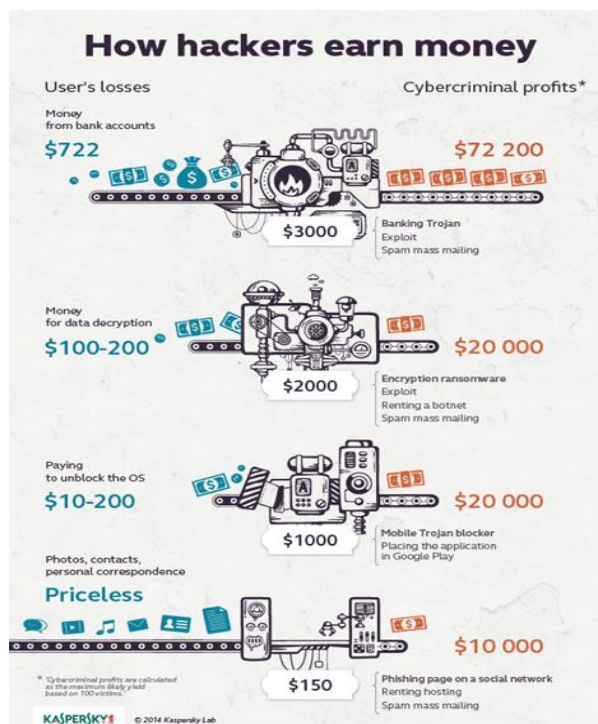 How hackers earn money
User's losses
Cybercriminal profits*
Money
from bank accounts
$722
$72 200
$3000
Banking Trojan
Exploit
Spam mass mailing
Money
for data decryption
$100-200
$20 000
$2000
Encryption ransomware
Exploit
Renting a botnet
Spam mass mailing
Paying
to unblock the OS
$10-200
$20 000
$1000
Mobile Trojan blocker
Placing the application
in Google Play
Photos, contacts,
personal correspondence
Priceless
$10 000
$150
Phishing page on a social network
Renting hosting
Spam mass mailing
* "Cybercriminal profits are calculated
as the maximum likely yield
based on 100 victims."
KASPERSKY
© 2014 Kaspersky Lab